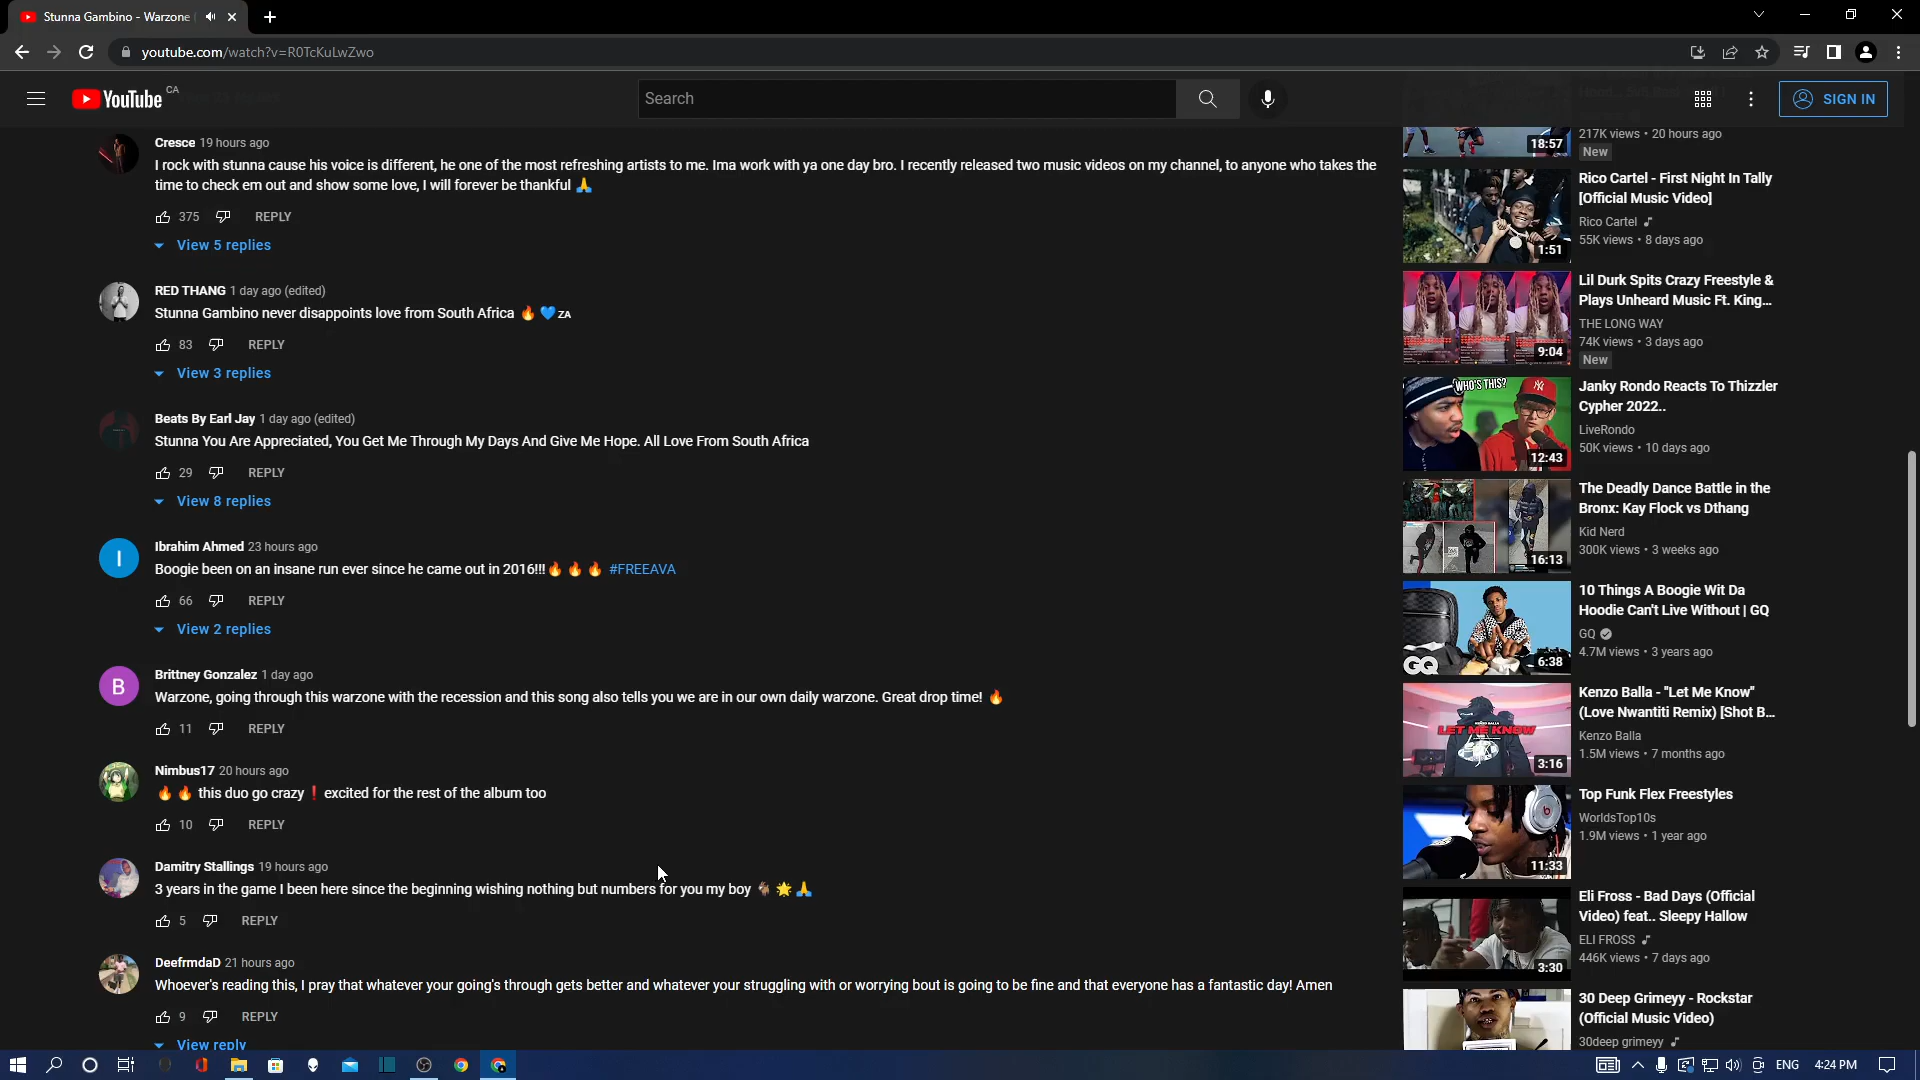 Stunna Gambino - Warzone
youtube.com/watch?v=R0TcKuLwZwo
YouTube CA
Search
SIGN IN
Cresce 19 hours ago
I rock with stunna cause his voice is different, he one of the most refreshing artists to me. Ima work with ya one day bro. I recently released two music videos on my channel, to anyone who takes the
time to check em out and show some love, I will forever be thankful 🙏
375 REPLY
View 5 replies
RED THANG 1 day ago (edited)
Stunna Gambino never disappoints love from South Africa 🔥 💙 ZA
83 REPLY
View 3 replies
Beats By Earl Jay 1 day ago (edited)
Stunna You Are Appreciated, You Get Me Through My Days And Give Me Hope. All Love From South Africa
29 REPLY
View 8 replies
I
Ibrahim Ahmed 23 hours ago
Boogie been on an insane run ever since he came out in 2016!!!🔥 🔥 🔥 #FREEAVA
66 REPLY
View 2 replies
B
Brittney Gonzalez 1 day ago
Warzone, going through this warzone with the recession and this song also tells you we are in our own daily warzone. Great drop time! 🔥
11 REPLY
Nimbus17 20 hours ago
🔥 🔥 this duo go crazy❗excited for the rest of the album too
10 REPLY
Damitry Stallings 19 hours ago
3 years in the game I been here since the beginning wishing nothing but numbers for you my boy 🐐 🌟 🙏
5 REPLY
DeefrmdaD 21 hours ago
Whoever's reading this, I pray that whatever your going's through gets better and whatever your struggling with or worrying bout is going to be fine and that everyone has a fantastic day! Amen
9 REPLY
View reply
18:57
217K views • 20 hours ago
New
1:51
Rico Cartel - First Night In Tally
[Official Music Video]
Rico Cartel
55K views • 8 days ago
9:04
Lil Durk Spits Crazy Freestyle &
Plays Unheard Music Ft. King...
THE LONG WAY
74K views • 3 days ago
New
WHO'S THIS?
12:43
Janky Rondo Reacts To Thizzler
Cypher 2022..
LiveRondo
50K views • 10 days ago
16:13
The Deadly Dance Battle in the
Bronx: Kay Flock vs Dthang
Kid Nerd
300K views • 3 weeks ago
GQ
6:38
10 Things A Boogie Wit Da
Hoodie Can't Live Without | GQ
GQ
4.7M views • 3 years ago
LET ME KNOW
3:16
Kenzo Balla - "Let Me Know"
(Love Nwantiti Remix) [Shot B...
Kenzo Balla
1.5M views • 7 months ago
11:33
Top Funk Flex Freestyles
WorldsTop10s
1.9M views • 1 year ago
3:30
Eli Fross - Bad Days (Official
Video) feat.. Sleepy Hallow
ELI FROSS
446K views • 7 days ago
30 Deep Grimeyy - Rockstar
(Official Music Video)
30deep grimeyy
ENG 4:24 PM